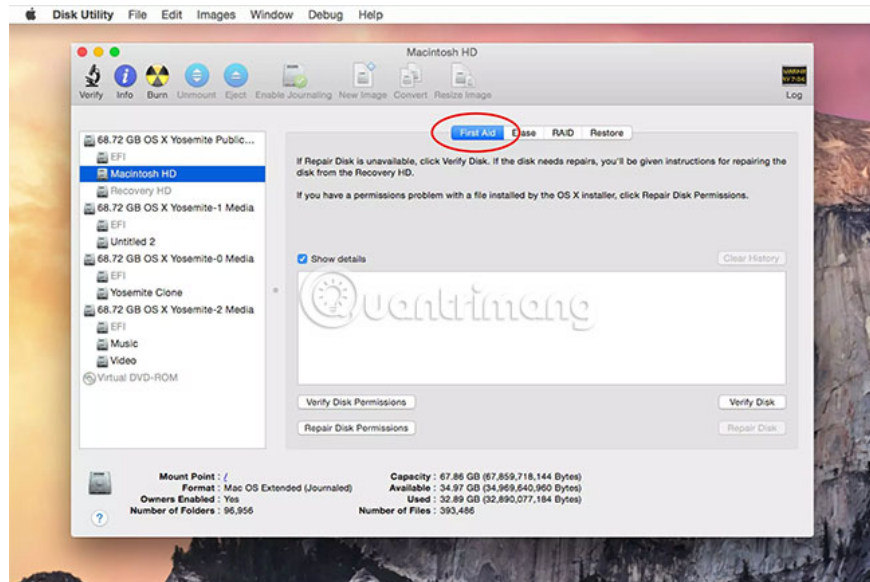 Disk Utility File Edit Images Window Debug Help
Macintosh HD
Verify Info Burn Unmount Eject Enable Journaling New Image Convert Resize Image Log
First Aid Erase RAID Restore
68.72 GB OS X Yosemite Public...
EFI
Macintosh HD
Recovery HD
68.72 GB OS X Yosemite-1 Media
EFI
Untitled 2
68.72 GB OS X Yosemite-0 Media
EFI
Yosemite Clone
68.72 GB OS X Yosemite-2 Media
EFI
Music
Video
Virtual DVD-ROM
If Repair Disk is unavailable, click Verify Disk. If the disk needs repairs, you'll be given instructions for repairing the
disk from the Recovery HD.
If you have a permissions problem with a file installed by the OS X installer, click Repair Disk Permissions.
Show details Clear History
Quantrimang
Verify Disk Permissions Verify Disk
Repair Disk Permissions Repair Disk
Mount Point : / Capacity : 67.86 GB (67,859,718,144 Bytes)
Format : Mac OS Extended (Journaled) Available : 34.97 GB (34,969,640,960 Bytes)
Owners Enabled : Yes Used : 32.89 GB (32,890,077,184 Bytes)
Number of Folders : 96,956 Number of Files : 393,486
?